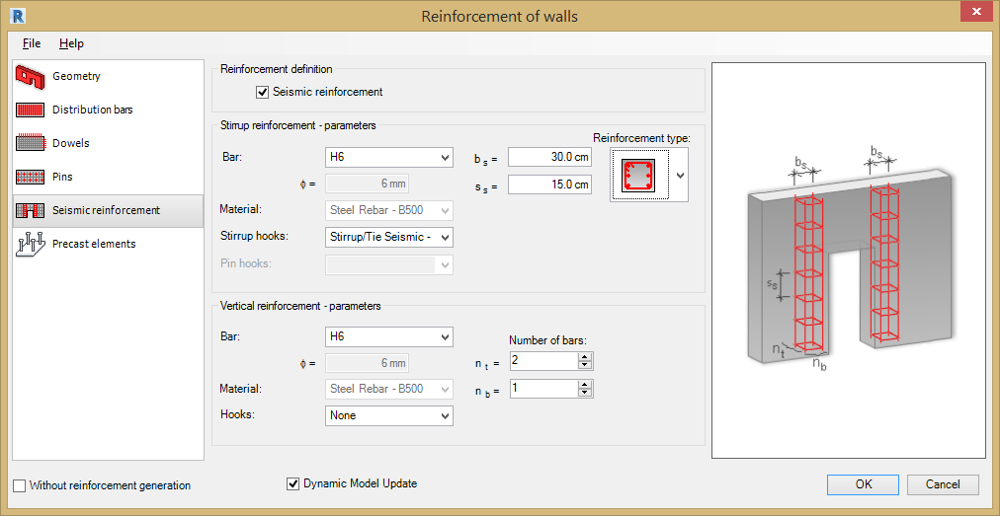 R
Reinforcement of walls
File Help
Geometry
Distribution bars
Dowels
Pins
Seismic reinforcement
Precast elements
Reinforcement definition
Seismic reinforcement
Stirrup reinforcement - parameters
Reinforcement type:
Bar: H6 b s = 30.0 cm
ϕ = 6 mm s s = 15.0 cm
Material: Steel Rebar - B500
Stirrup hooks: Stirrup/Tie Seismic -
Pin hooks:
Vertical reinforcement - parameters
Bar: H6 Number of bars:
ϕ = 6 mm n t = 2
Material: Steel Rebar - B500 n b = 1
Hooks: None
bs bs
ss
nt
nb
Without reinforcement generation
Dynamic Model Update
OK Cancel